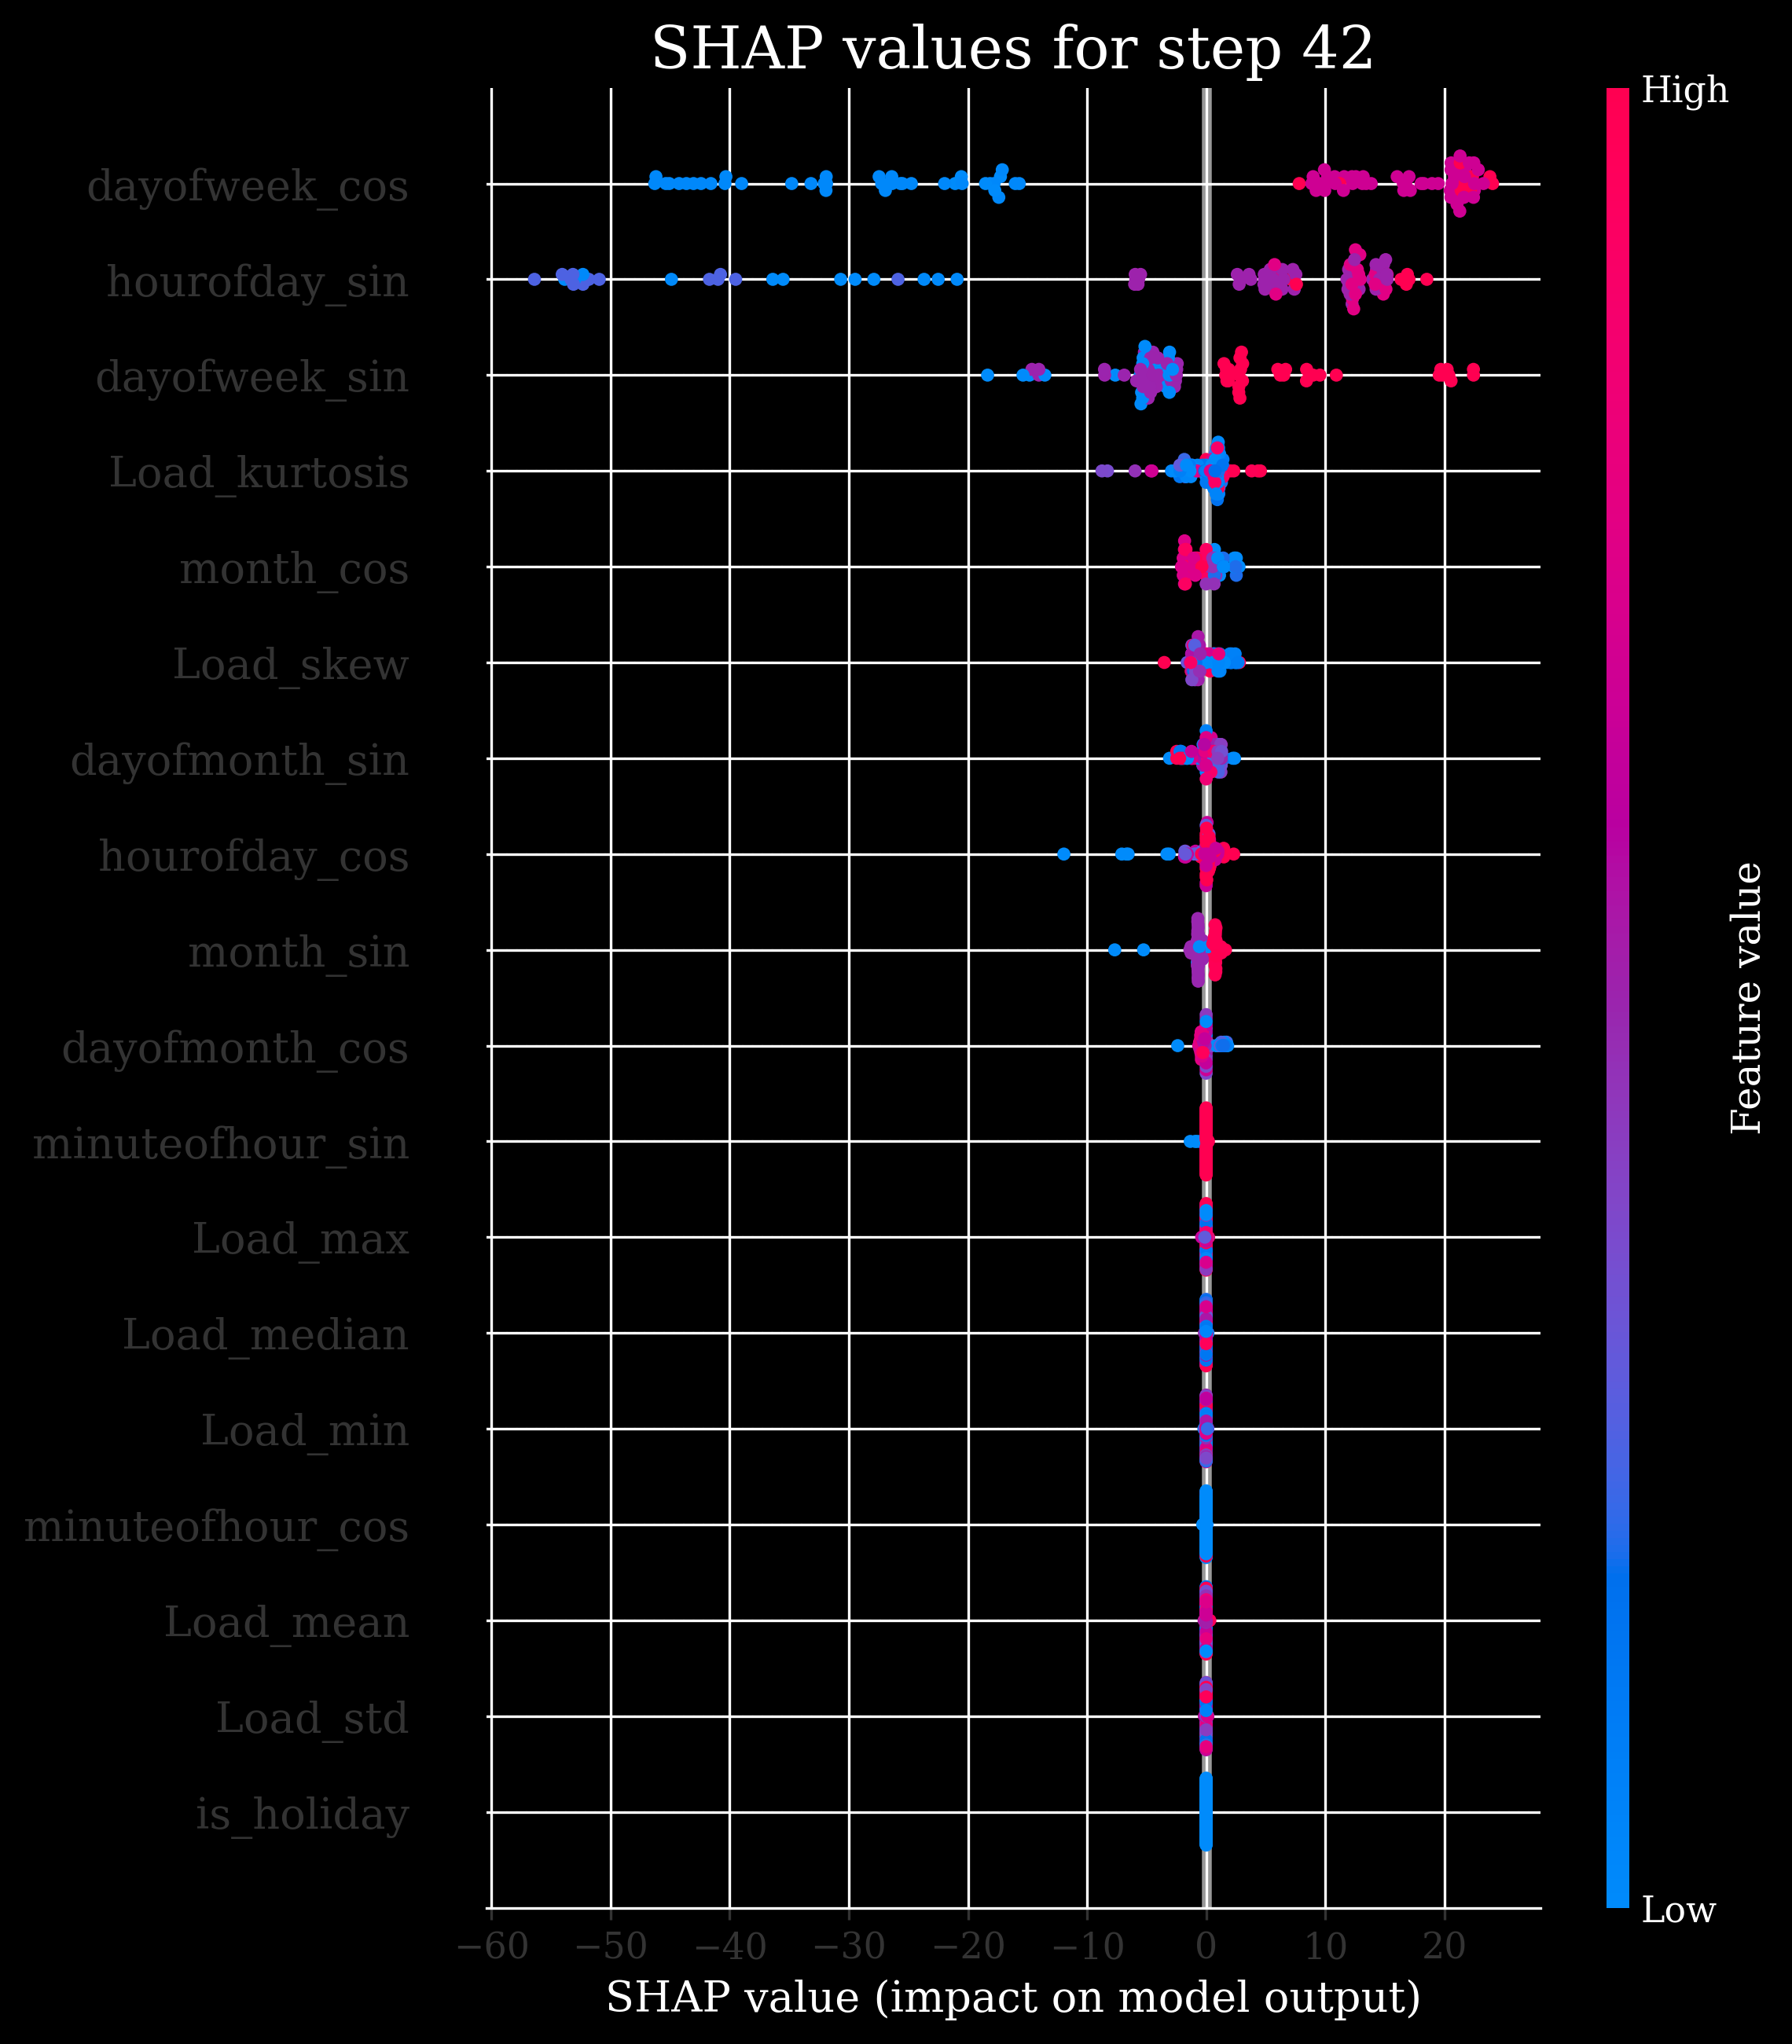 SHAP values for step 42
High
dayofweek_cos
hourofday_sin
dayofweek_sin
Load_kurtosis
month_cos
Load_skew
dayofmonth_sin
hourofday_cos
month_sin
dayofmonth_cos
minuteofhour_sin
Load_max
Load_median
Load_min
minuteofhour_cos
Load_mean
Load_std
is_holiday
Feature value
Low
−60 −50 −40 −30 −20 −10 0 10 20
SHAP value (impact on model output)